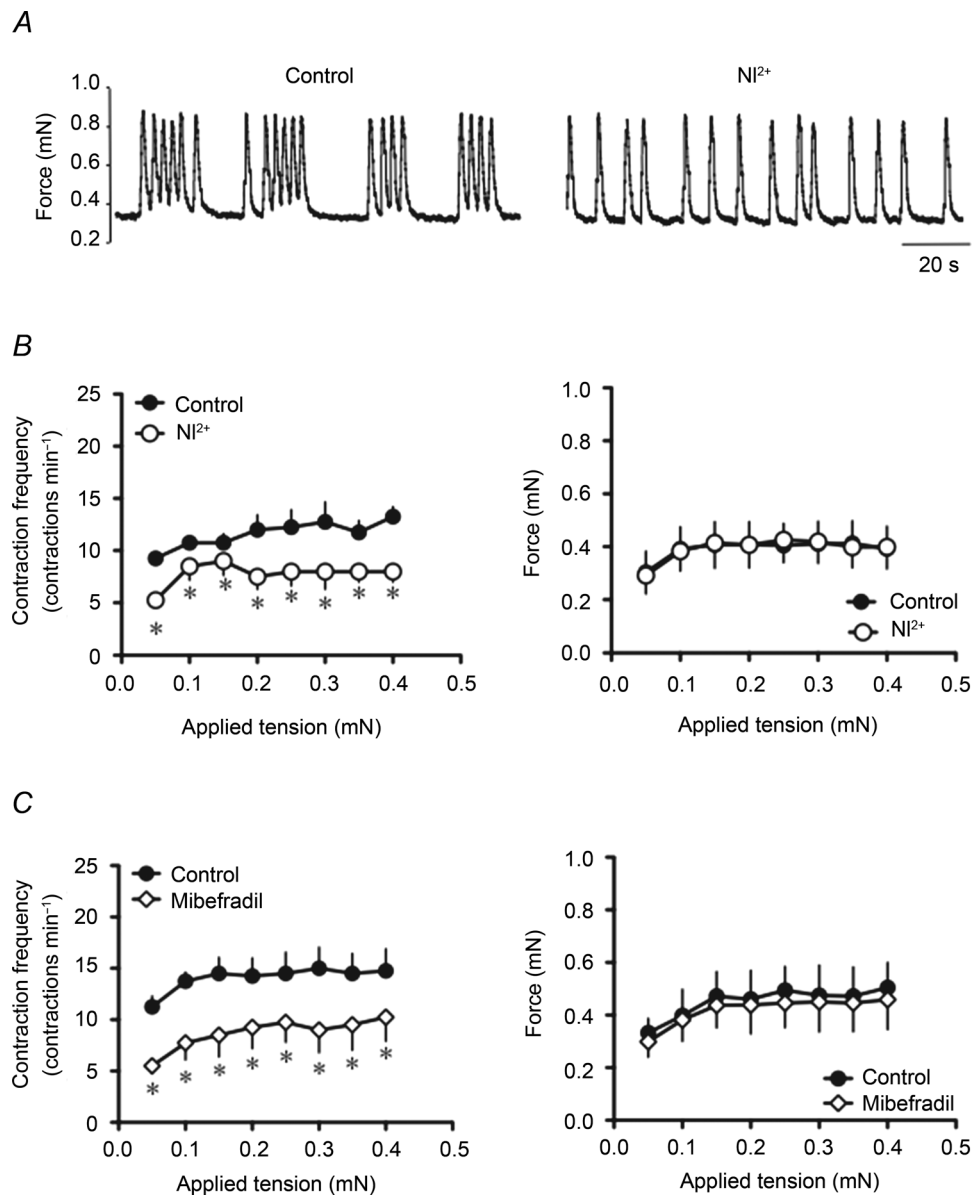 A
Control
NI²⁺
Force (mN)
1.0
0.8
0.6
0.4
0.2
20 s
B
Contraction frequency
(contractions min⁻¹)
25
20
15
10
5
0
Control
NI²⁺
* * * * * * * *
0.0 0.1 0.2 0.3 0.4 0.5
Applied tension (mN)
Force (mN)
1.0
0.8
0.6
0.4
0.2
0.0
Control
NI²⁺
0.0 0.1 0.2 0.3 0.4 0.5
Applied tension (mN)
C
Contraction frequency
(contractions min⁻¹)
25
20
15
10
5
0
Control
Mibefradil
* * * * * * * *
0.0 0.1 0.2 0.3 0.4 0.5
Applied tension (mN)
Force (mN)
1.0
0.8
0.6
0.4
0.2
0.0
Control
Mibefradil
0.0 0.1 0.2 0.3 0.4 0.5
Applied tension (mN)